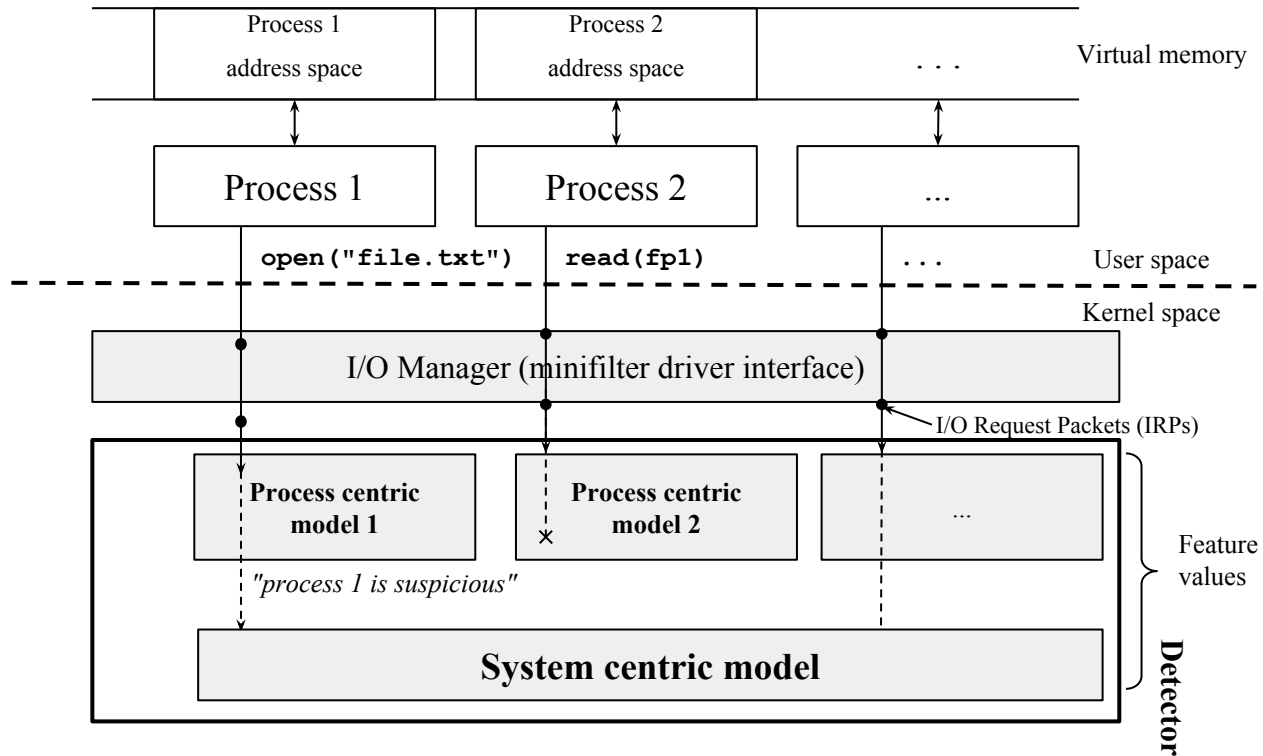 Process 1
address space
Process 2
address space
. . .
Virtual memory
Process 1
Process 2
...
open("file.txt")
read(fp1)
. . .
User space
Kernel space
I/O Manager (minifilter driver interface)
I/O Request Packets (IRPs)
Process centric
model 1
Process centric
model 2
...
Feature
values
"process 1 is suspicious"
System centric model
Detector